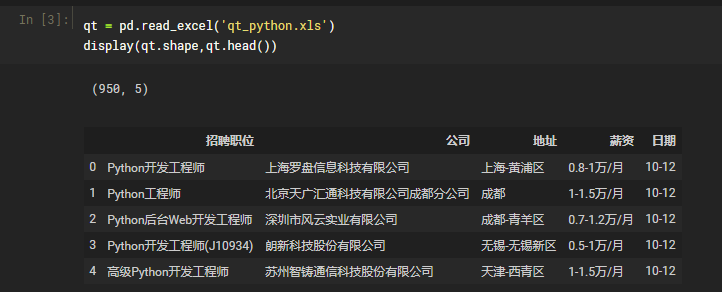 In [3]:
qt = pd.read_excel('qt_python.xls')
display(qt.shape,qt.head())
(950, 5)
招聘职位 公司 地址 薪资 日期
0 Python开发工程师 上海罗盘信息科技有限公司 上海-黄浦区 0.8-1万/月 10-12
1 Python工程师 北京天广汇通科技有限公司成都分公司 成都 1-1.5万/月 10-12
2 Python后台Web开发工程师 深圳市风云实业有限公司 成都-青羊区 0.7-1.2万/月 10-12
3 Python开发工程师(J10934) 朗新科技股份有限公司 无锡-无锡新区 0.5-1万/月 10-12
4 高级Python开发工程师 苏州智铸通信科技股份有限公司 天津-西青区 1-1.5万/月 10-12